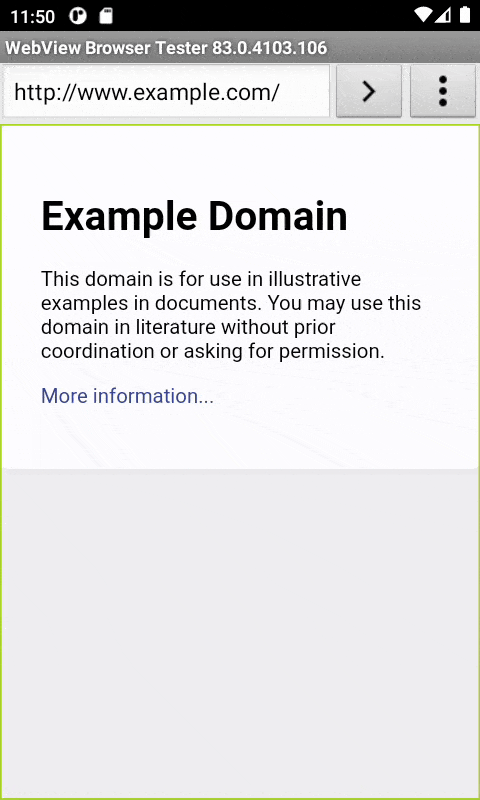 11:50
WebView Browser Tester 83.0.4103.106
http://www.example.com/
Example Domain
This domain is for use in illustrative
examples in documents. You may use this
domain in literature without prior
coordination or asking for permission.
More information...